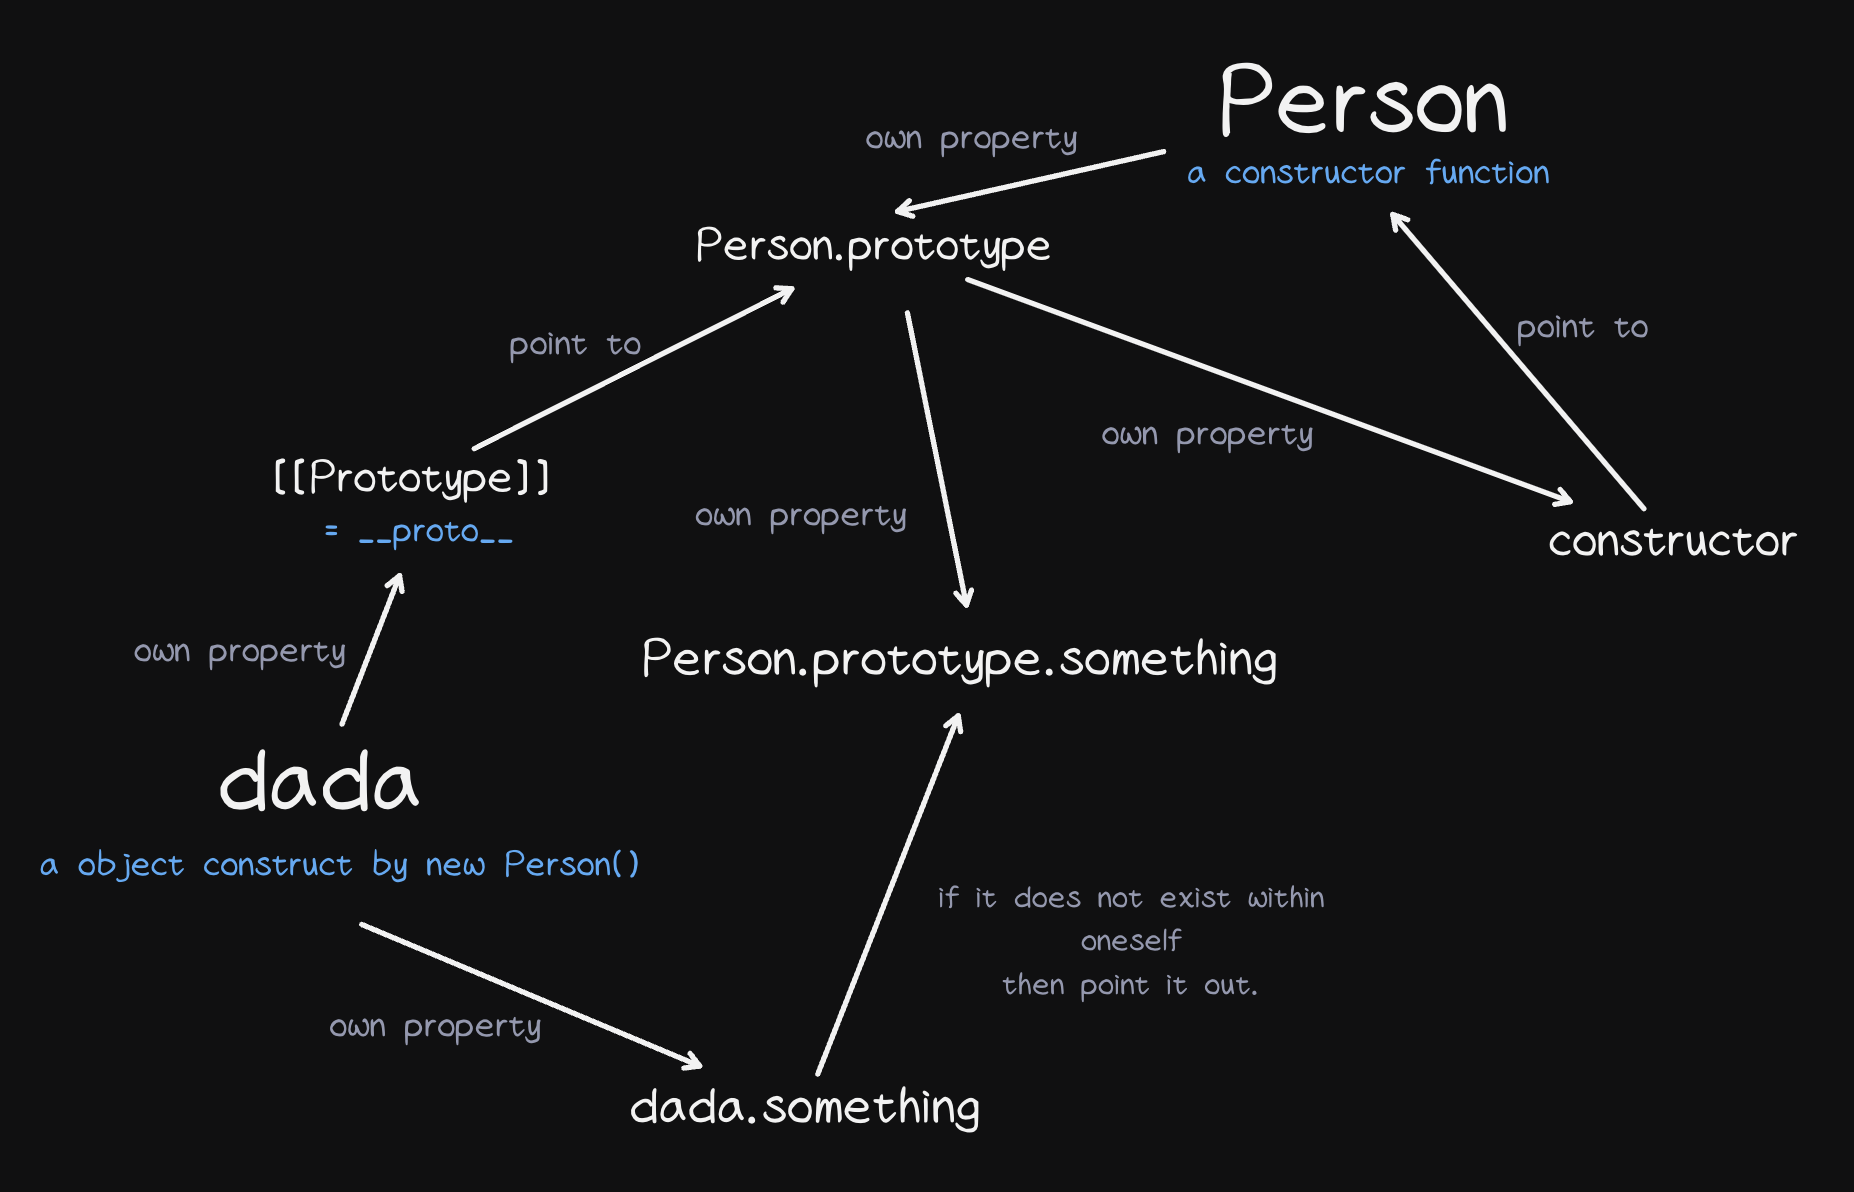 Person
own property
a constructor function
Person.prototype
point to
point to
own property
[[Prototype]]
= __proto__
own property
constructor
own property
Person.prototype.something
dada
a object construct by new Person()
if it does not exist within
oneself
then point it out.
own property
dada.something